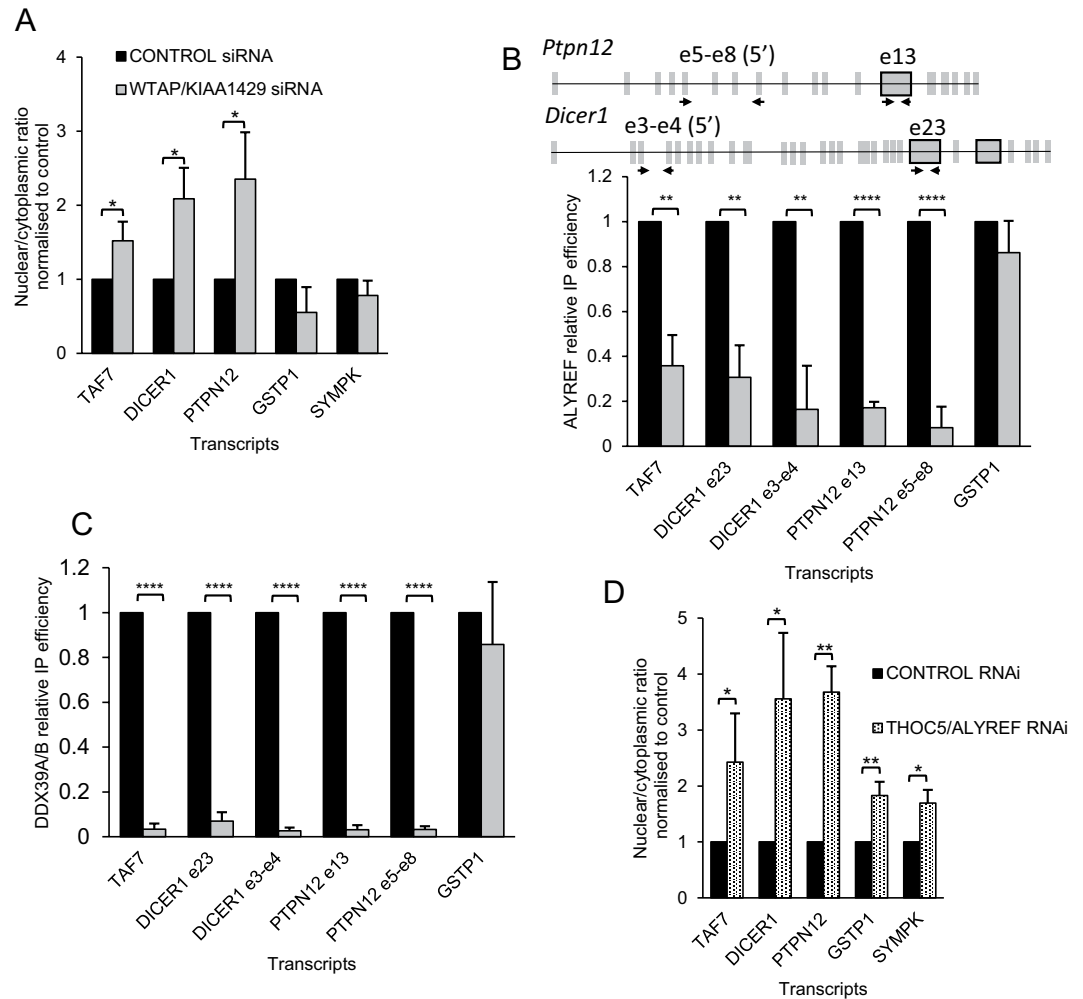 A
4
3
2
1
0
Nuclear/cytoplasmic ratio
normalised to control
CONTROL siRNA
WTAP/KIAA1429 siRNA
*
*
*
TAF7
DICER1
PTPN12
GSTP1
SYMPK
Transcripts
B
Ptpn12
e5-e8 (5’)
e13
Dicer1
e3-e4 (5’)
e23
1.2
1
0.8
0.6
0.4
0.2
0
ALYREF relative IP efficiency
**
**
**
****
****
TAF7
DICER1 e23
DICER1 e3-e4
PTPN12 e13
PTPN12 e5-e8
GSTP1
Transcripts
C
1.2
1
0.8
0.6
0.4
0.2
0
DDX39A/B relative IP efficiency
****
****
****
****
****
TAF7
DICER1 e23
DICER1 e3-e4
PTPN12 e13
PTPN12 e5-e8
GSTP1
Transcripts
D
5
4
3
2
1
0
Nuclear/cytoplasmic ratio
normalised to control
*
*
**
**
*
CONTROL RNAi
THOC5/ALYREF RNAi
TAF7
DICER1
PTPN12
GSTP1
SYMPK
Transcripts